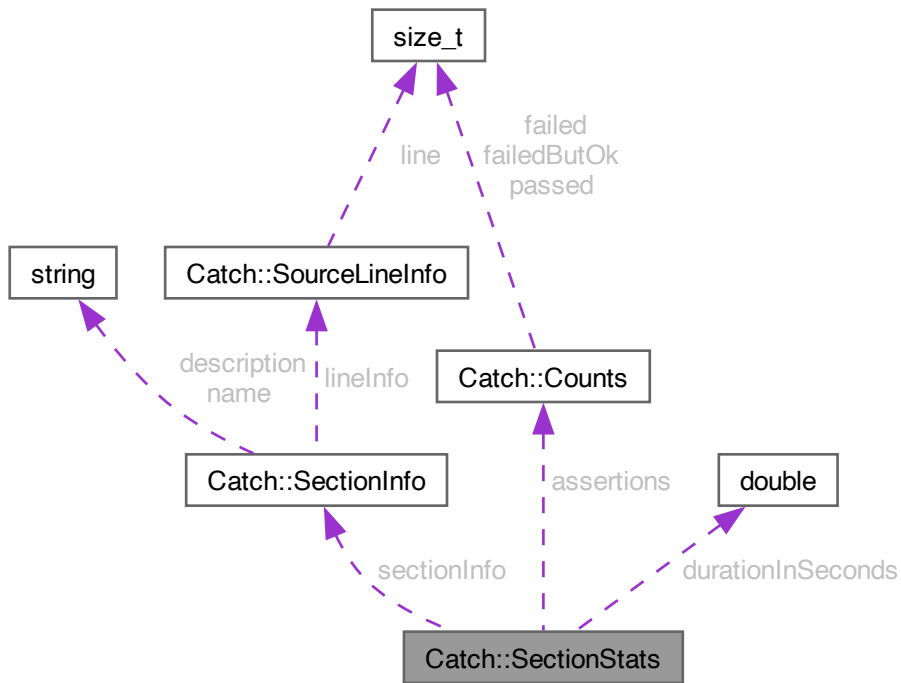 size_t
failed
failedButOk
passed
line
string
Catch::SourceLineInfo
description
name
lineInfo
Catch::Counts
Catch::SectionInfo
assertions
double
sectionInfo
durationInSeconds
Catch::SectionStats